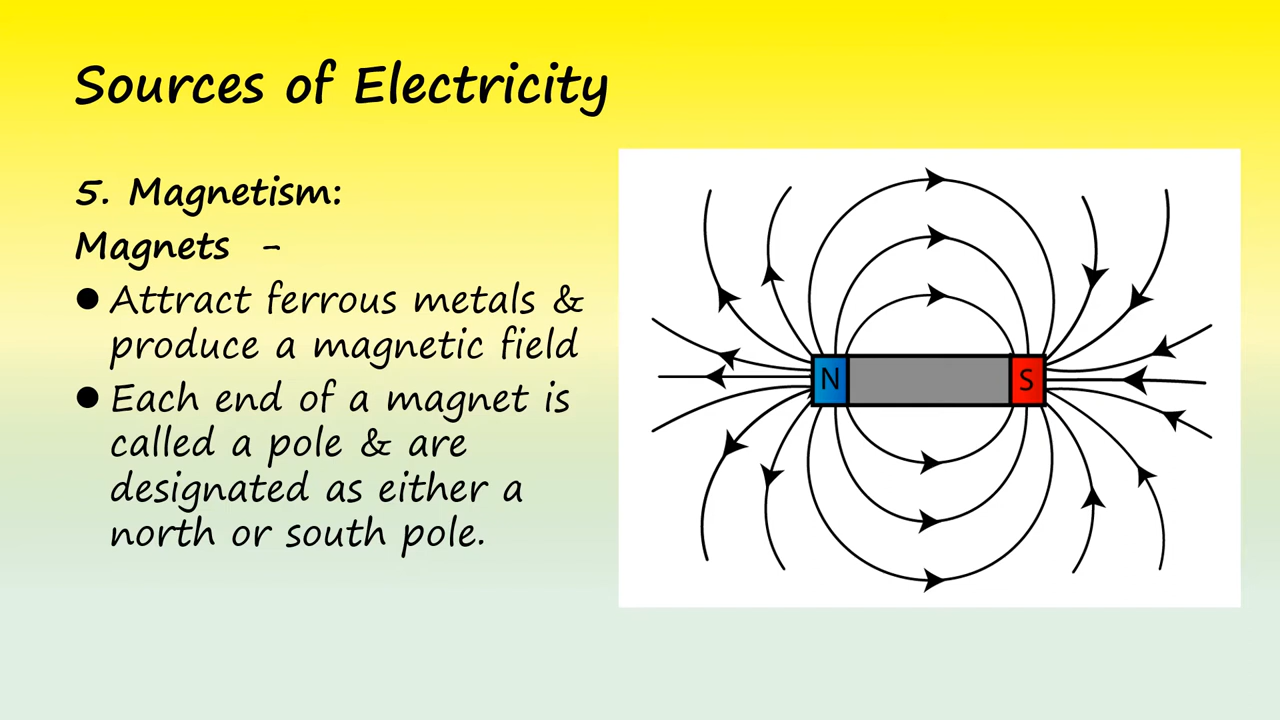 Sources of Electricity
5. Magnetism:
Magnets -
● Attract ferrous metals &
produce a magnetic field
● Each end of a magnet is
called a pole & are
designated as either a
north or south pole.
N
S